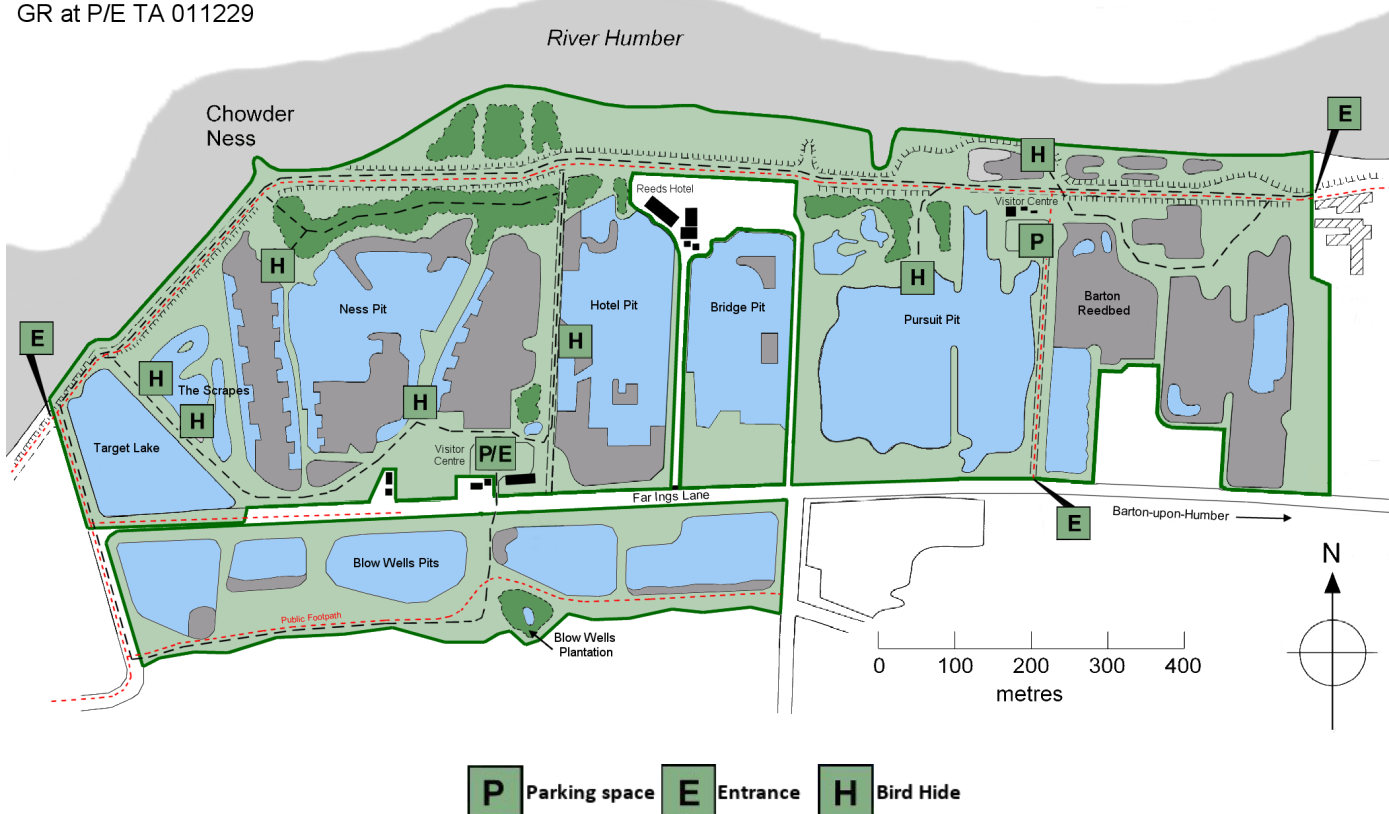 GR at P/E TA 011229
River Humber
Chowder
Ness
E
H
Reeds Hotel
Visitor Centre
P
H
H
Ness Pit
Hotel Pit
Bridge Pit
Pursuit Pit
Barton
Reedbed
E
H
H
The Scrapes
H
H
Target Lake
Visitor
Centre
P/E
Far Ings Lane
E
Barton-upon-Humber
Blow Wells Pits
N
Public Footpath
Blow Wells
Plantation
0 100 200 300 400
metres
P Parking space E Entrance H Bird Hide